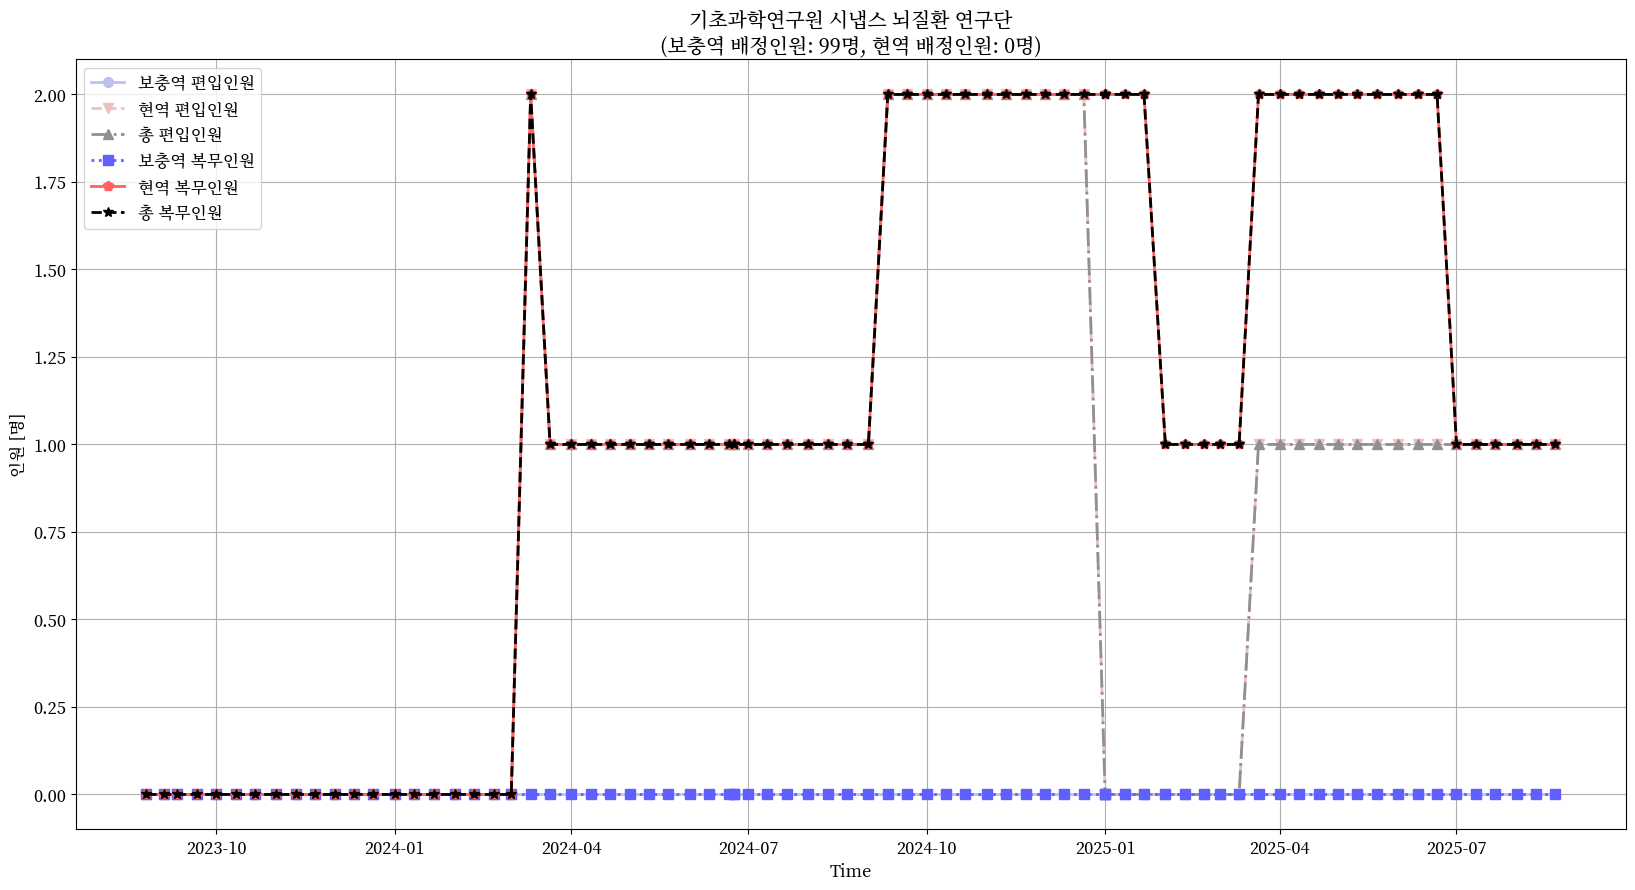 기초과학연구원 시냅스 뇌질환 연구단
(보충역 배정인원: 99명, 현역 배정인원: 0명)
보충역 편입인원
현역 편입인원
총 편입인원
보충역 복무인원
현역 복무인원
총 복무인원
2.00
1.75
1.50
1.25
1.00
0.75
0.50
0.25
0.00
인원 [명]
2023-10 2024-01 2024-04 2024-07 2024-10 2025-01 2025-04 2025-07
Time